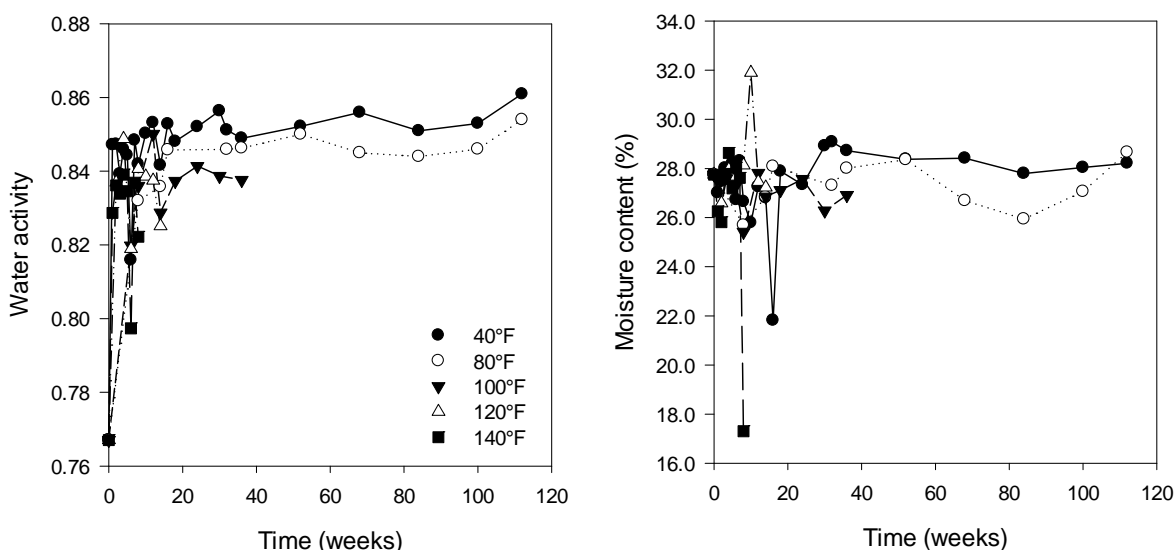 Water activity
0.88
0.86
0.84
0.82
0.80
0.78
0.76
0 20 40 60 80 100 120
Time (weeks)
40°F
80°F
100°F
120°F
140°F
Moisture content (%)
34.0
32.0
30.0
28.0
26.0
24.0
22.0
20.0
18.0
16.0
0 20 40 60 80 100 120
Time (weeks)